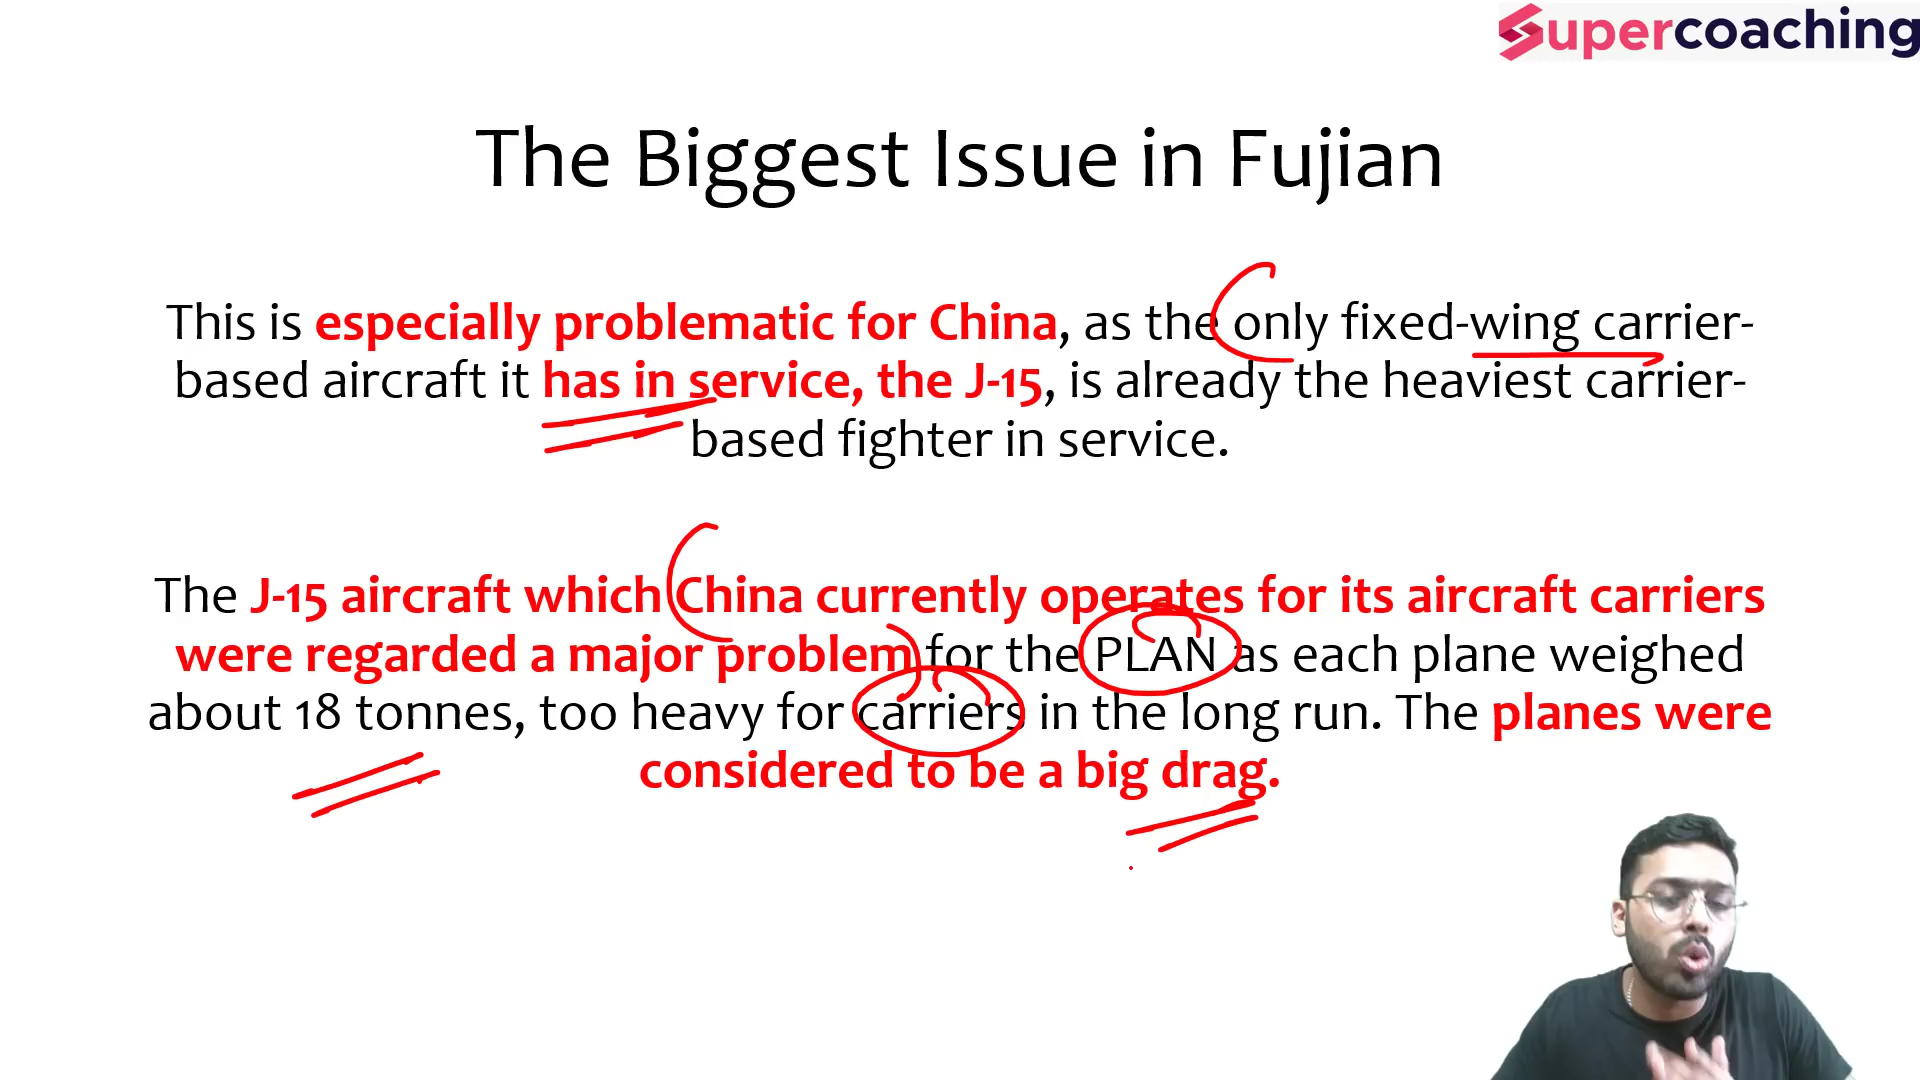 Supercoaching
The Biggest Issue in Fujian
This is especially problematic for China, as the only fixed-wing carrier-
based aircraft it has in service, the J-15, is already the heaviest carrier-
based fighter in service.
The J-15 aircraft which China currently operates for its aircraft carriers
were regarded a major problem for the PLAN as each plane weighed
about 18 tonnes, too heavy for carriers in the long run. The planes were
considered to be a big drag.